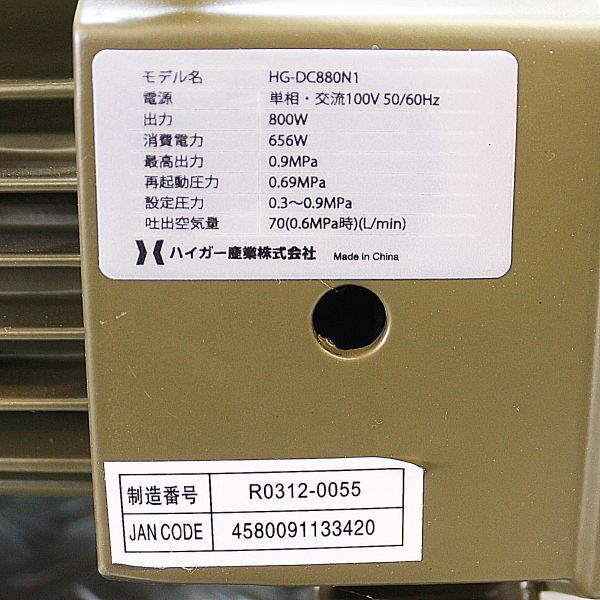 モデル名 HG-DC880N1
電源 単相・交流100V 50/60Hz
出力 800W
消費電力 656W
最高出力 0.9MPa
再起動圧力 0.69MPa
設定圧力 0.3〜0.9MPa
吐出空気量 70(0.6MPa時)(L/min)
ハイガー産業株式会社 Made in China
制造番号 R0312-0055
JAN CODE 4580091133420